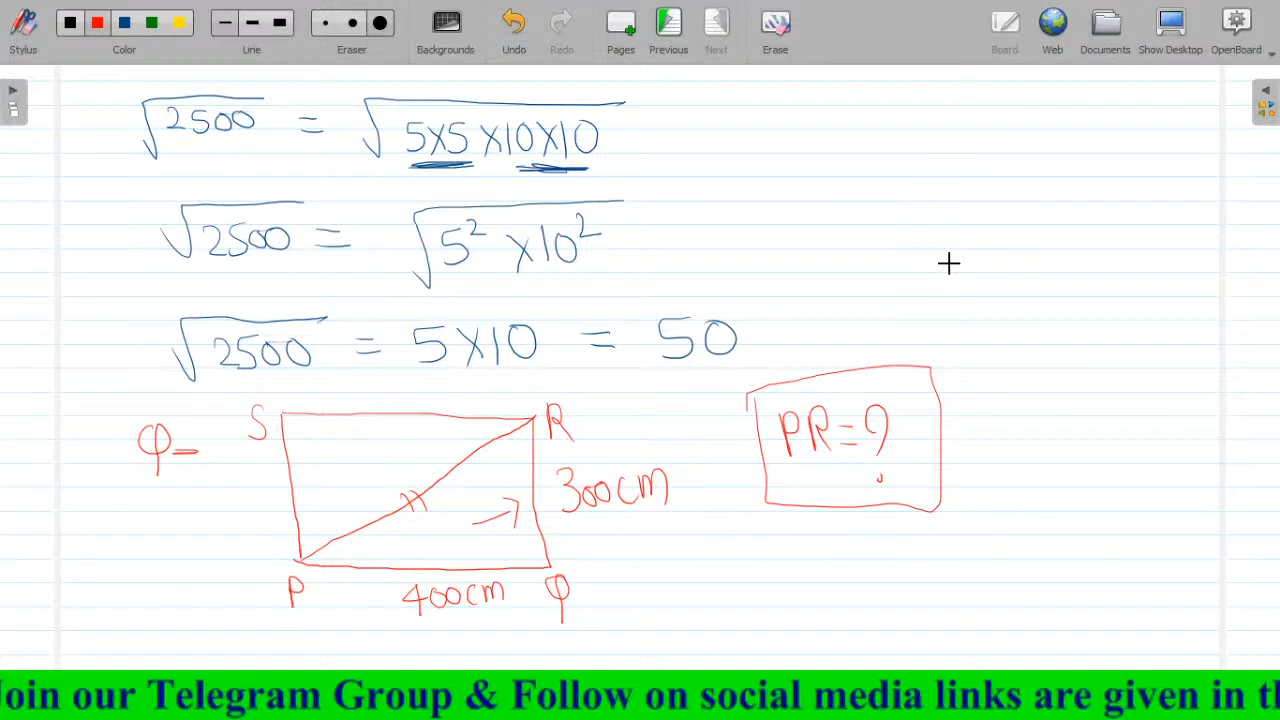 Stylus Color Line Eraser Backgrounds Undo Redo Pages Previous Next Erase Board Web Documents Show Desktop OpenBoard
√2500 = √5×5×10×10
√2500 = √5² ×10²
√2500 = 5×10 = 50
Q=
S R
300cm
PR=?
P 400cm Q
Join our Telegram Group & Follow on social media links are given in th